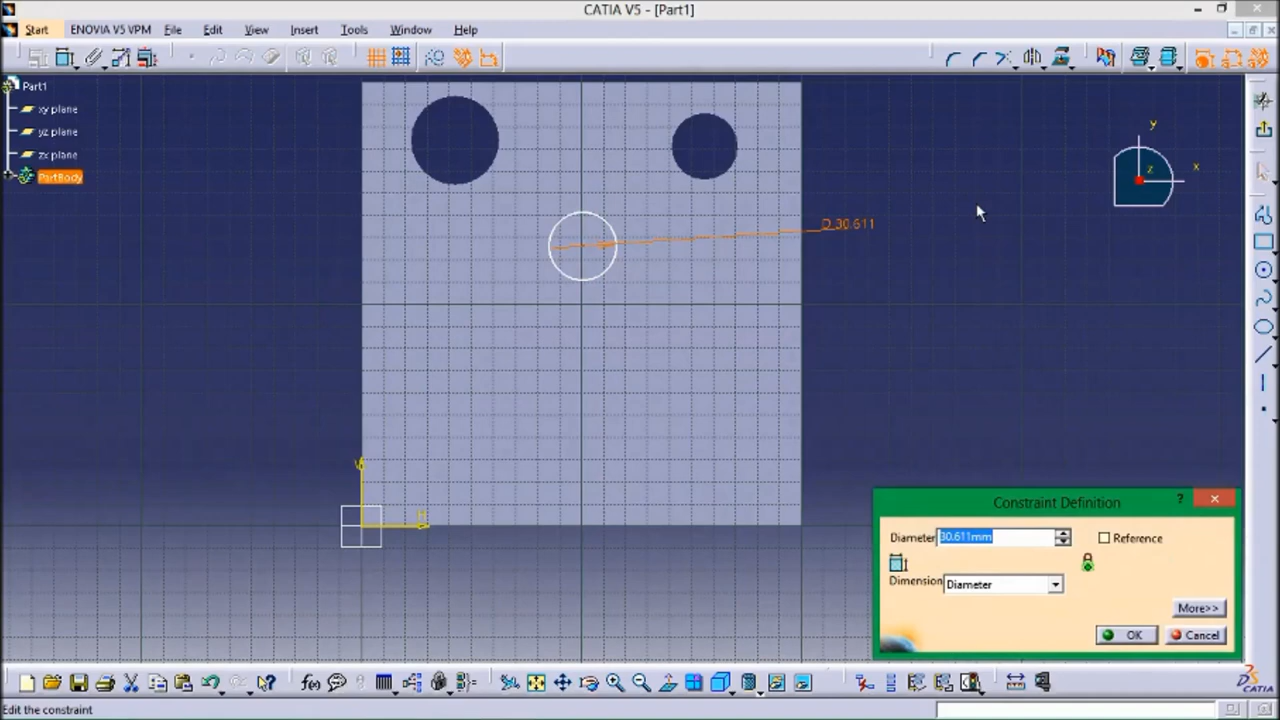 CATIA V5 - [Part1]
Start ENOVIA V5 VPM File Edit View Insert Tools Window Help
Part1
xy plane
yz plane
zx plane
PartBody
y
x
z
D 30.611
V
H
Constraint Definition
? 
Diameter 30.611mm Reference
Dimension Diameter
More>>
OK Cancel
f(x)
CATIA
Edit the constraint